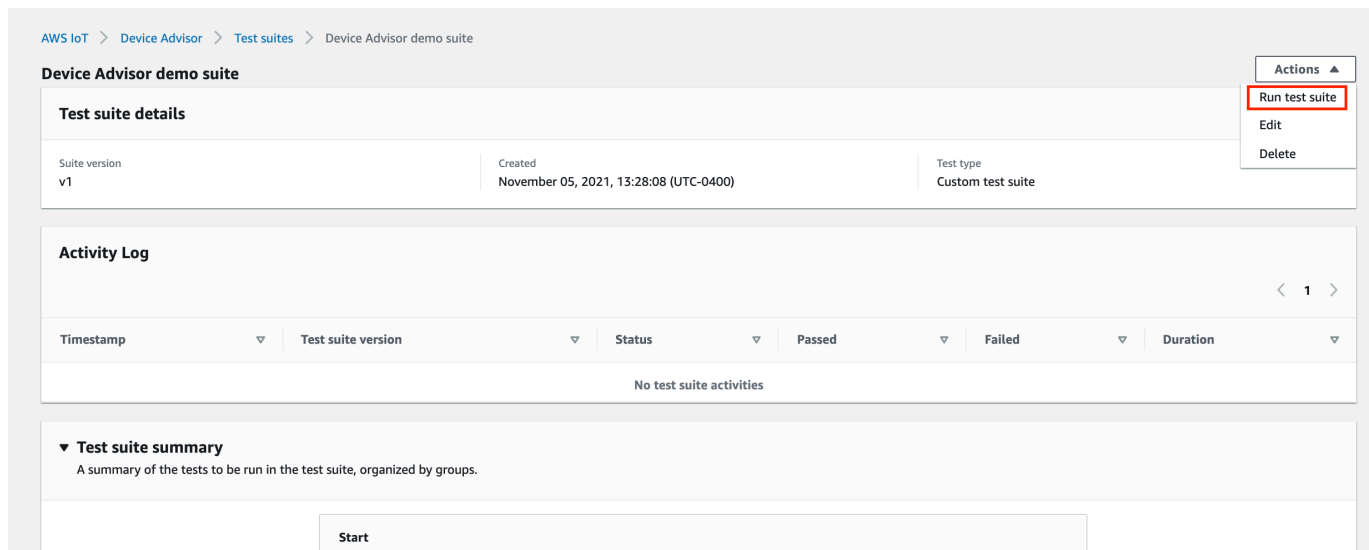 AWS IoT > Device Advisor > Test suites > Device Advisor demo suite
Device Advisor demo suite
Actions
Run test suite
Edit
Delete
Test suite details
Suite version
v1
Created
November 05, 2021, 13:28:08 (UTC-0400)
Test type
Custom test suite
Activity Log
1
Timestamp Test suite version Status Passed Failed Duration
No test suite activities
Test suite summary
A summary of the tests to be run in the test suite, organized by groups.
Start